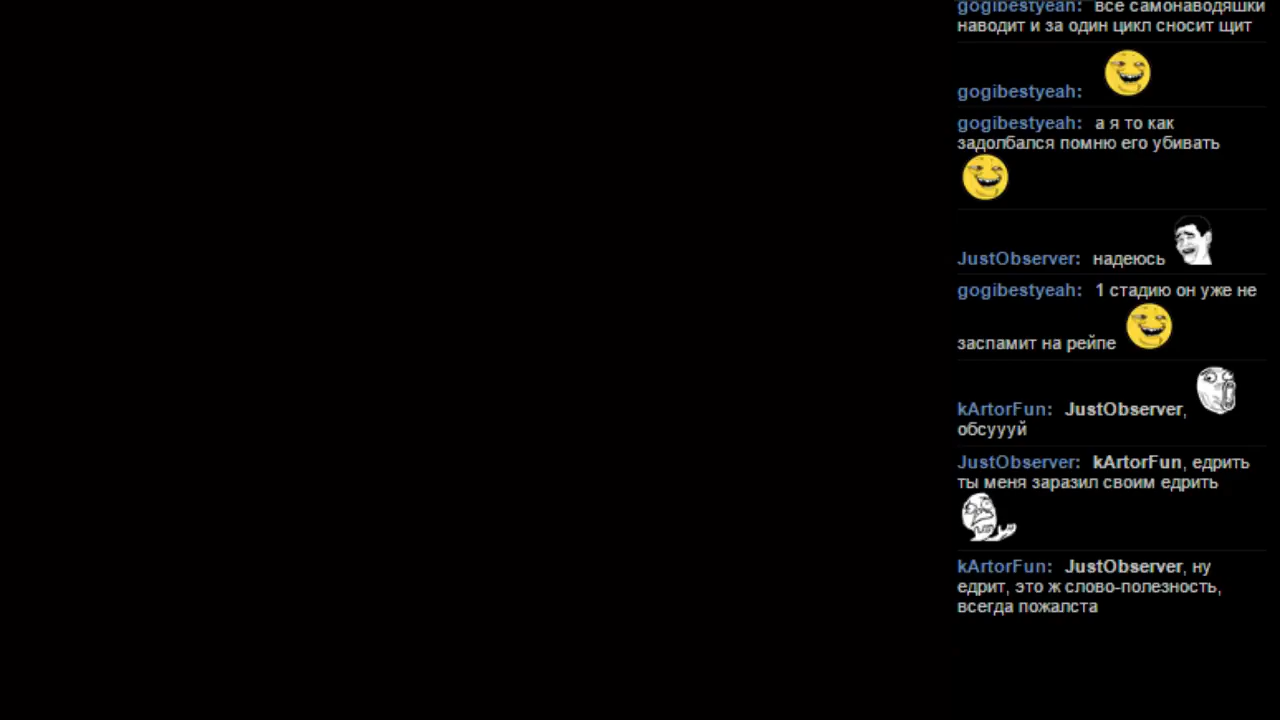 gogibestyeah: все самонаводяшки
наводит и за один цикл сносит щит
gogibestyeah:
gogibestyeah: а я то как
задолбался помню его убивать
JustObserver: надеюсь
gogibestyeah: 1 стадию он уже не
заспамит на рейпе
kArtorFun: JustObserver,
обсуууй
JustObserver: kArtorFun, едрить
ты меня заразил своим едрить
kArtorFun: JustObserver, ну
едрит, это ж слово-полезность,
всегда пожалста